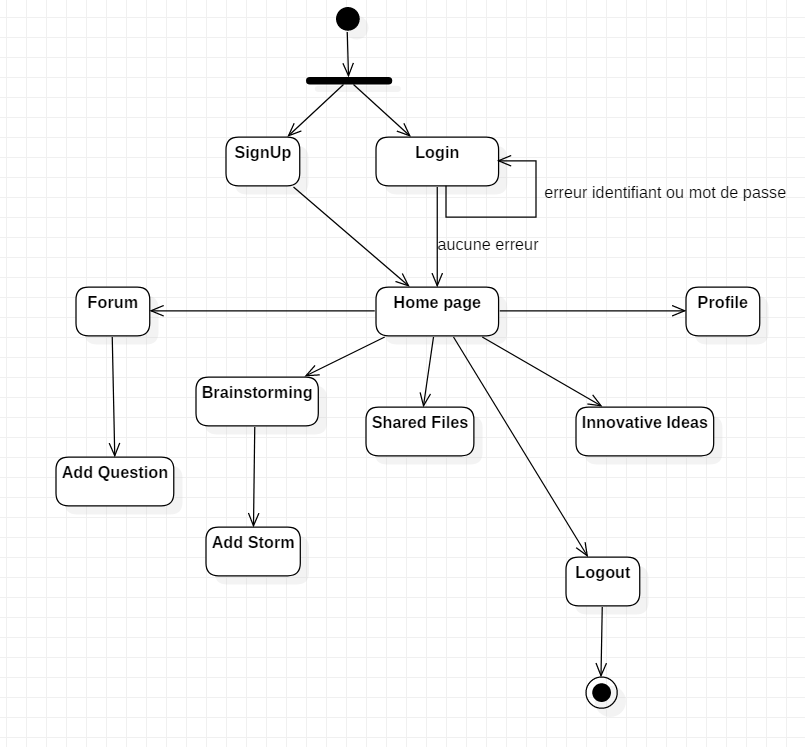 SignUp
Login
erreur identifiant ou mot de passe
aucune erreur
Forum
Home page
Profile
Brainstorming
Shared Files
Innovative Ideas
Add Question
Add Storm
Logout